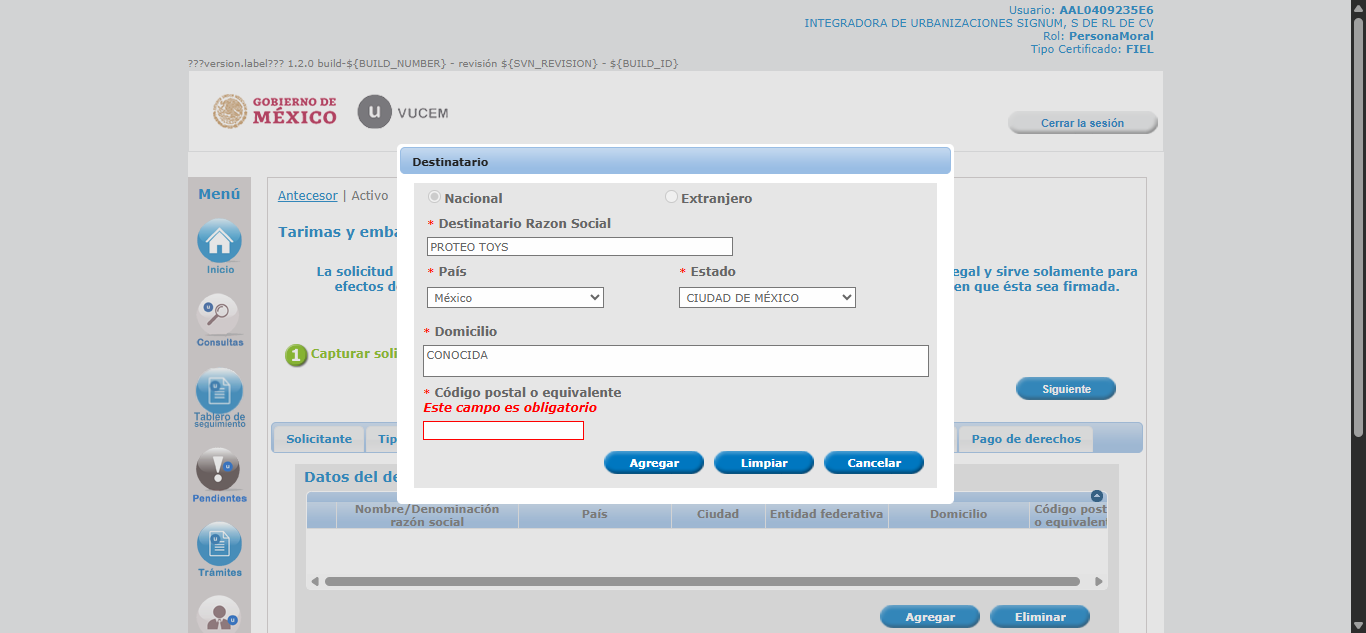 Usuario: AAL0409235E6
INTEGRADORA DE URBANIZACIONES SIGNUM, S DE RL DE CV
Rol: PersonaMoral
Tipo Certificado: FIEL
???version.label??? 1.2.0 build-${BUILD_NUMBER} - revisión ${SVN_REVISION} - ${BUILD_ID}
GOBIERNO DE
MÉXICO
u VUCEM
Cerrar la sesión
Menú
Inicio
Consultas
Tablero de
seguimiento
Pendientes
Trámites
Antecesor | Activo
Tarimas y emba
La solicitud
egal y sirve solamente para
efectos d
en que ésta sea firmada.
1 Capturar soli
Siguiente
Solicitante
Tip
Pago de derechos
Destinatario
Nacional
Extranjero
* Destinatario Razon Social
PROTEO TOYS
* País
* Estado
México
CIUDAD DE MÉXICO
* Domicilio
CONOCIDA
* Código postal o equivalente
Este campo es obligatorio
Agregar
Limpiar
Cancelar
Datos del de
Nombre/Denominación
razón social
País
Ciudad
Entidad federativa
Domicilio
Código post
o equivalent
Agregar
Eliminar